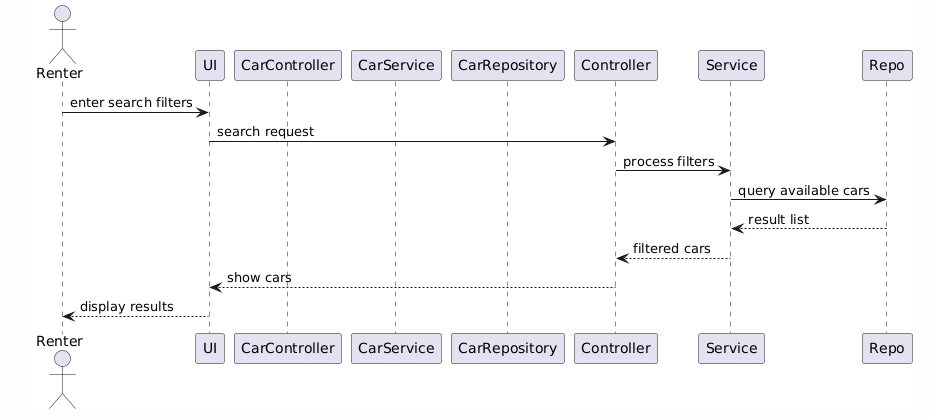 Renter
UI
CarController
CarService
CarRepository
Controller
Service
Repo
enter search filters
search request
process filters
query available cars
result list
filtered cars
show cars
display results
Renter
UI
CarController
CarService
CarRepository
Controller
Service
Repo